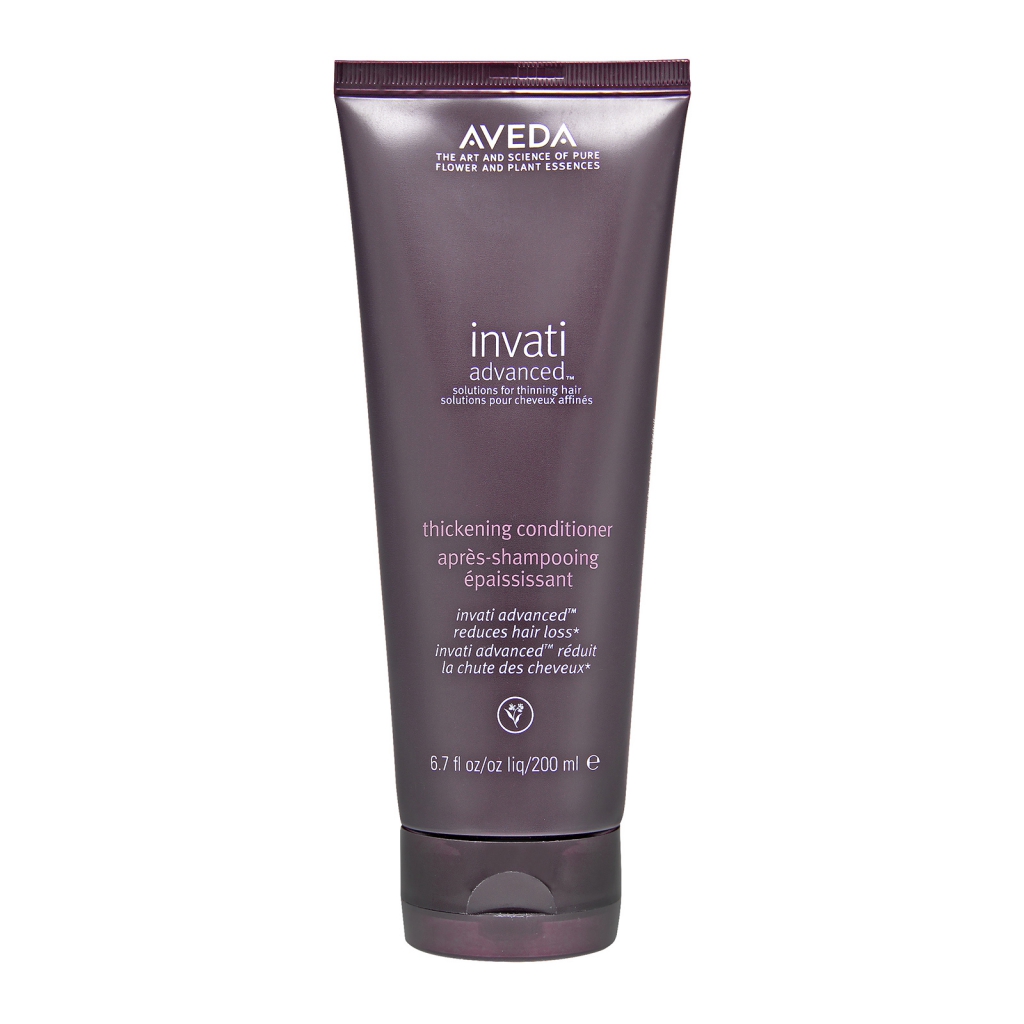 AVEDA
THE ART AND SCIENCE OF PURE
FLOWER AND PLANT ESSENCES
invati
advanced™
solutions for thinning hair
solutions pour cheveux affinés
thickening conditioner
après-shampooing
épaississant
invati advanced™
reduces hair loss*
invati advanced™ réduit
la chute des cheveux*
6.7 fl oz/oz liq/200 ml ℮